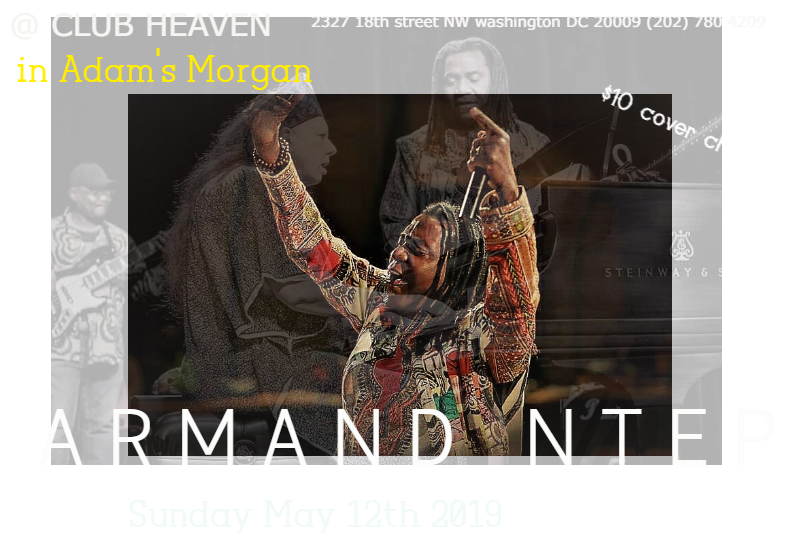 @ CLUB HEAVEN
2327 18th street NW washington DC 20009 (202) 780 4209
in Adam's Morgan
$10 cover ch
STEINWAY & S
ARMAND NTEP
Sunday May 12th 2019